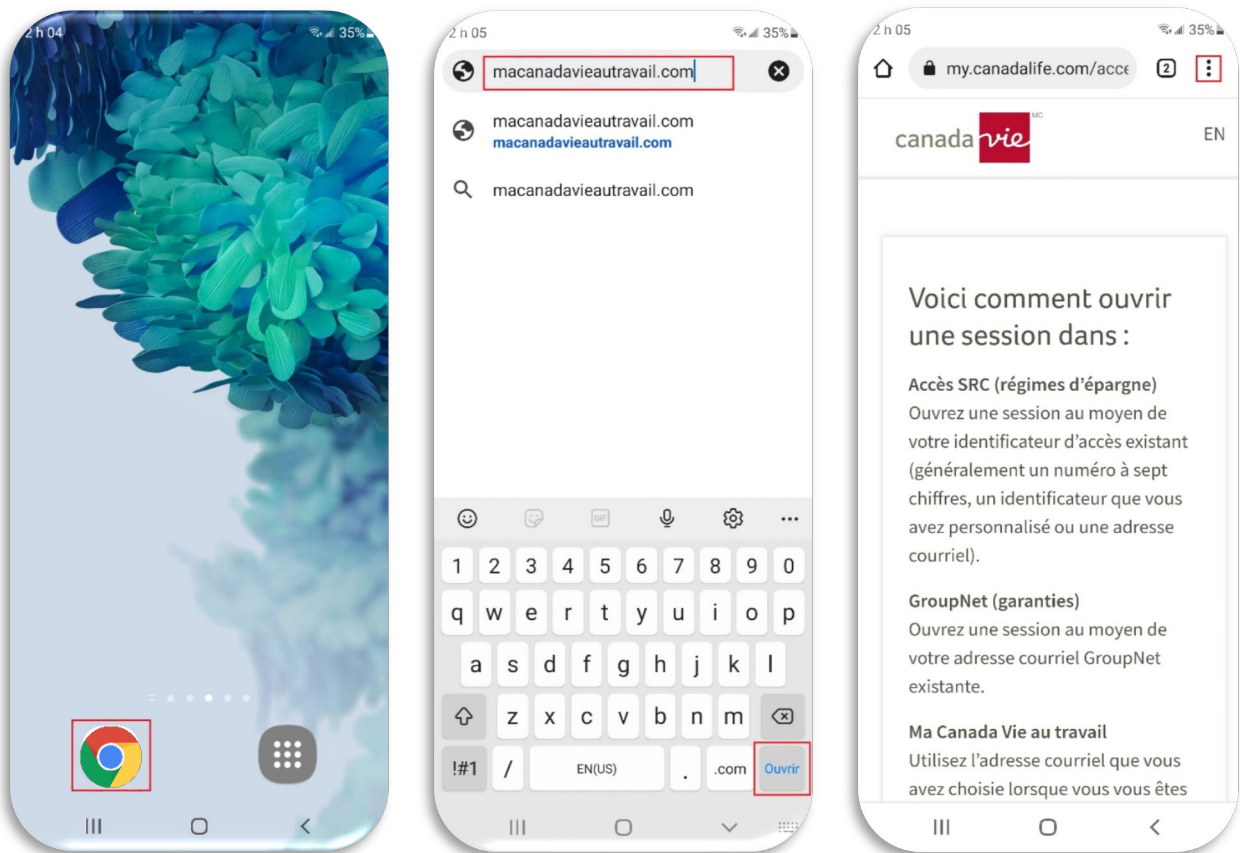 2 h 04
35%
2 h 05
35%
macanadavieautravail.com
macanadavieautravail.com
macanadavieautravail.com
macanadavieautravail.com
GIF
1 2 3 4 5 6 7 8 9 0
q w e r t y u i o p
a s d f g h j k l
z x c v b n m
!#1 / EN(US) . .com Ouvrir
2 h 05
35%
my.canadalife.com/acce
2
canada vie MC
EN
Voici comment ouvrir
une session dans :
Accès SRC (régimes d'épargne)
Ouvrez une session au moyen de
votre identificateur d'accès existant
(généralement un numéro à sept
chiffres, un identificateur que vous
avez personnalisé ou une adresse
courriel).
GroupNet (garanties)
Ouvrez une session au moyen de
votre adresse courriel GroupNet
existante.
Ma Canada Vie au travail
Utilisez l'adresse courriel que vous
avez choisie lorsque vous vous êtes